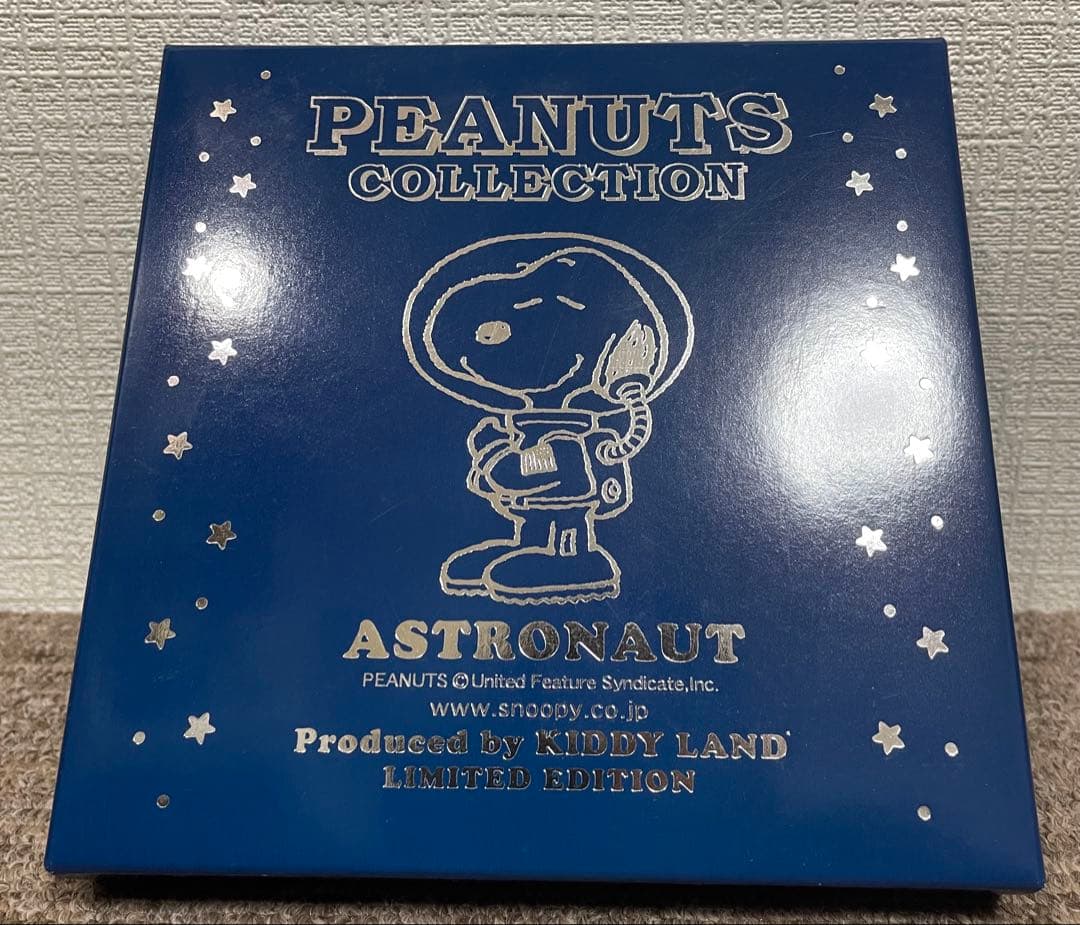 PEANUTS
COLLECTION
ASTRONAUT
PEANUTS © United Feature Syndicate, Inc.
www.snoopy.co.jp
Produced by KIDDY LAND
LIMITED EDITION